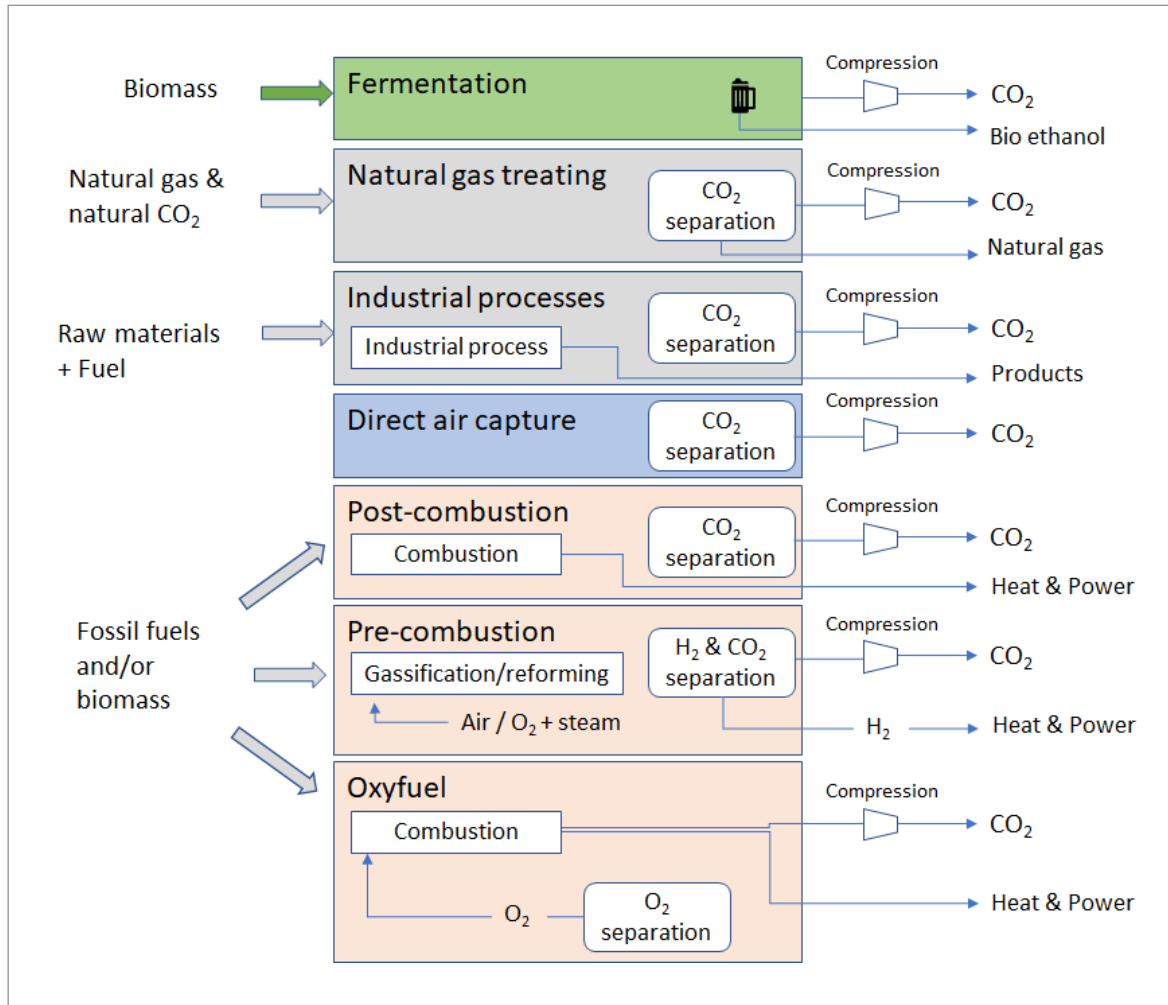 Biomass
Fermentation
Compression
CO₂
Bio ethanol
Natural gas &
natural CO₂
Natural gas treating
CO₂
separation
Compression
CO₂
Natural gas
Raw materials
+ Fuel
Industrial processes
Industrial process
CO₂
separation
Compression
CO₂
Products
Direct air capture
CO₂
separation
Compression
CO₂
Fossil fuels
and/or
biomass
Post-combustion
Combustion
CO₂
separation
Compression
CO₂
Heat & Power
Pre-combustion
Gassification/reforming
Air / O₂ + steam
H₂ & CO₂
separation
Compression
CO₂
H₂
Heat & Power
Oxyfuel
Combustion
O₂
O₂
separation
Compression
CO₂
Heat & Power